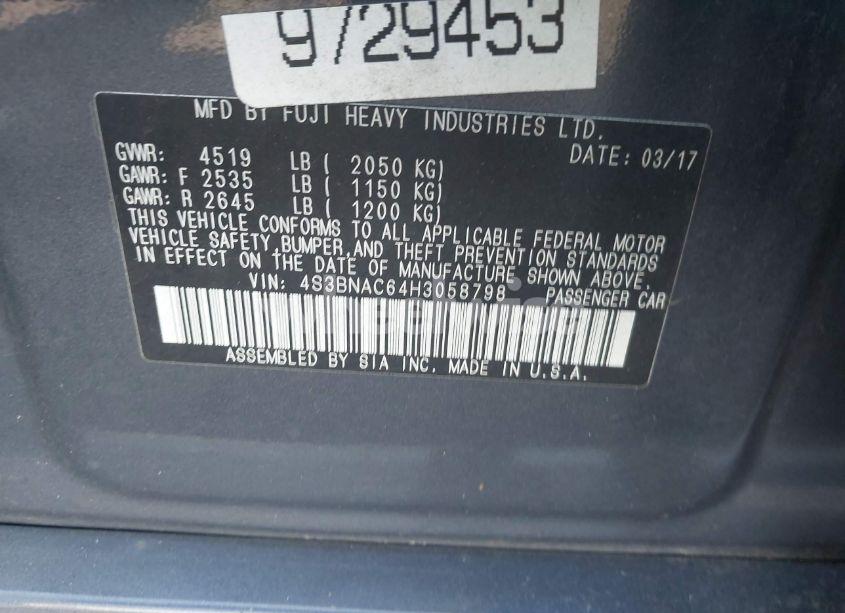 9729453
MFD BY FUJI HEAVY INDUSTRIES LTD.
DATE: 03/17
GVWR: 4519 LB ( 2050 KG)
GAWR: F 2535 LB ( 1150 KG)
GAWR: R 2645 LB ( 1200 KG)
THIS VEHICLE CONFORMS TO ALL APPLICABLE FEDERAL MOTOR
VEHICLE SAFETY,BUMPER,AND THEFT PREVENTION STANDARDS
IN EFFECT ON THE DATE OF MANUFACTURE SHOWN ABOVE.
VIN: 4S3BNAC64H3058798 PASSENGER CAR
ASSEMBLED BY SIA INC. MADE IN U.S.A.